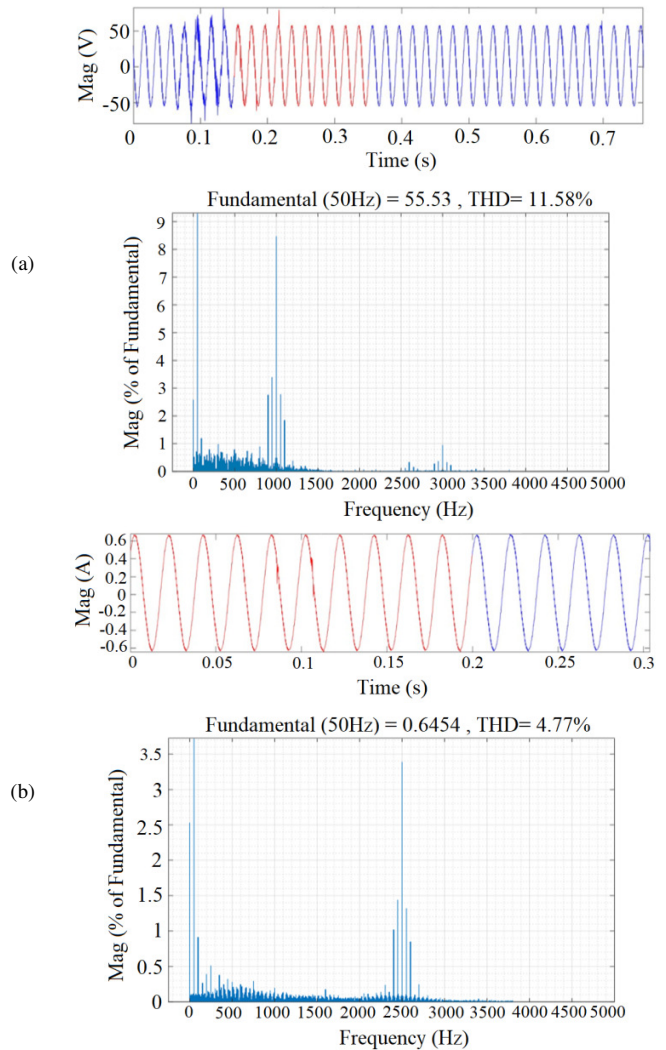 50
0
-50
Mag (V)
0 0.1 0.2 0.3 0.4 0.5 0.6 0.7
Time (s)
Fundamental (50Hz) = 55.53 , THD= 11.58%
(a)
9
8
7
6
5
4
3
2
1
0
Mag (% of Fundamental)
0 500 1000 1500 2000 2500 3000 3500 4000 4500 5000
Frequency (Hz)
0.6
0.4
0.2
0
-0.2
-0.4
-0.6
Mag (A)
0 0.05 0.1 0.15 0.2 0.25 0.3
Time (s)
Fundamental (50Hz) = 0.6454 , THD= 4.77%
(b)
3.5
3
2.5
2
1.5
1
0.5
0
Mag (% of Fundamental)
0 500 1000 1500 2000 2500 3000 3500 4000 4500 5000
Frequency (Hz)